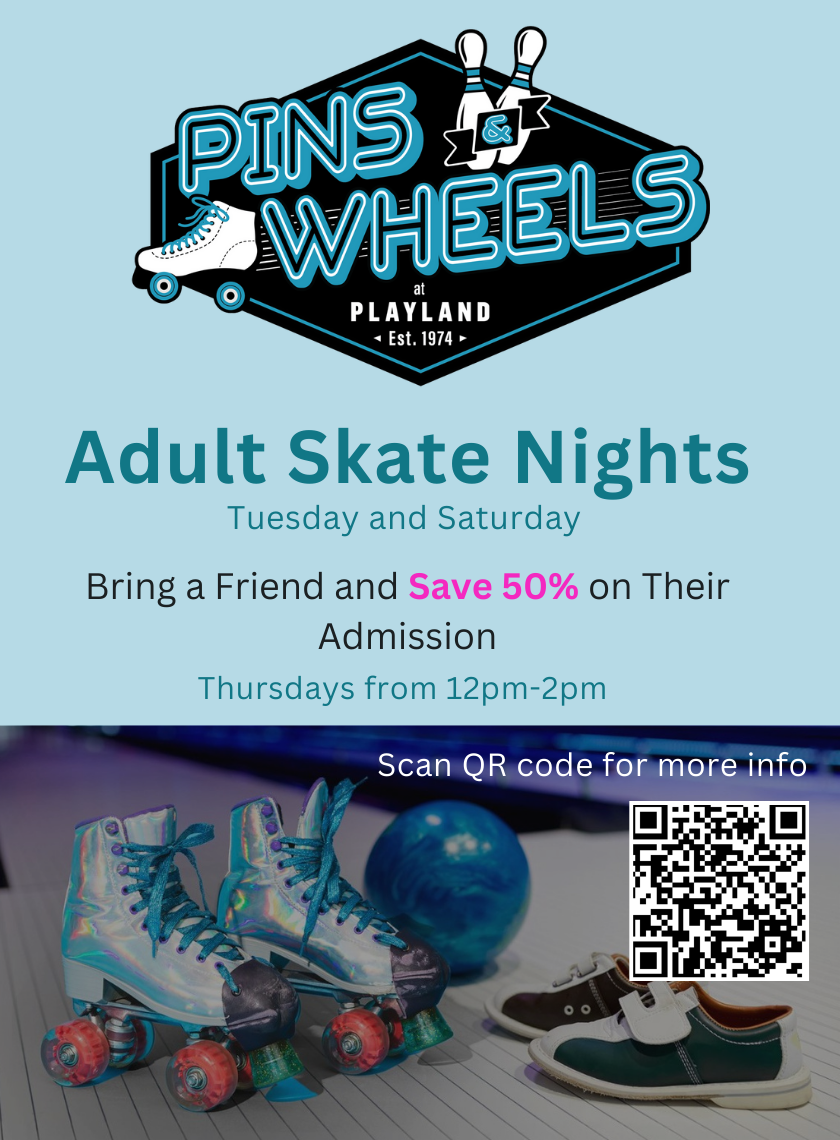 PINS
&
WHEELS
at
PLAYLAND
Est. 1974
Adult Skate Nights
Tuesday and Saturday
Bring a Friend and Save 50% on Their
Admission
Thursdays from 12pm-2pm
Scan QR code for more info